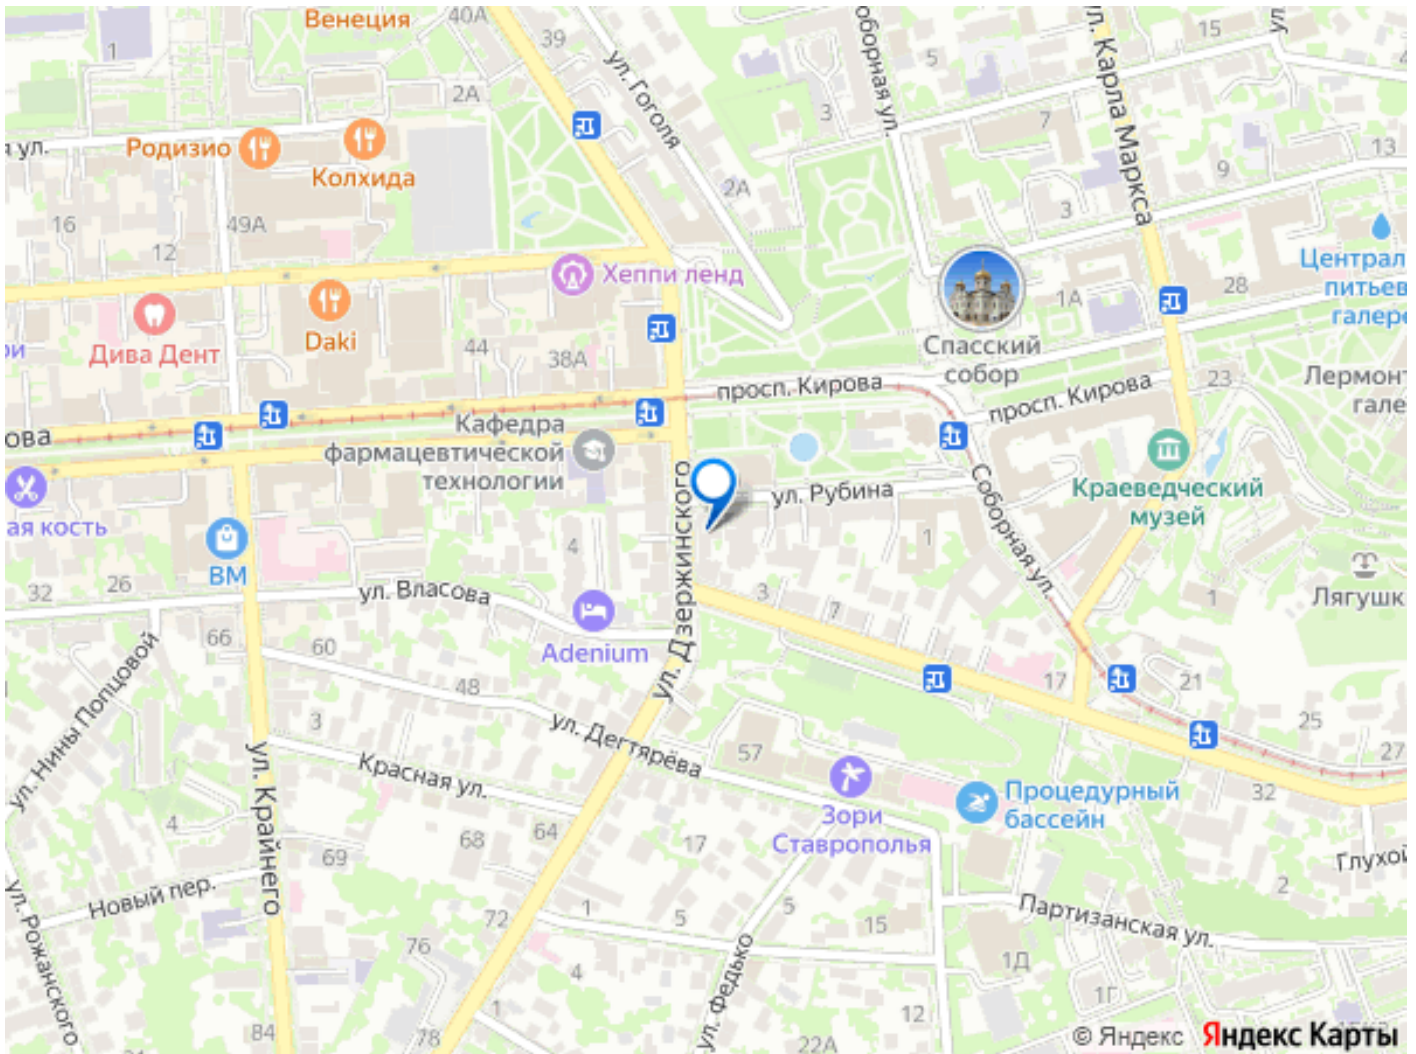 Венеция
40А
39
ул. Гоголя
1
2А
Соборная ул.
5
3
ул. Карла Маркса
15
ул.
7
13
9
я ул.
Родизио
Колхида
16
49А
12
2А
3
Хеппи ленд
Централ
питьев
галере
28
1А
Дива Дент
Daki
44
38А
Спасский
собор
23
Лермонт
гале
просп. Кирова
просп. Кирова
ова
Кафедра
фармацевтической
технологии
ая кость
ВМ
ул. Дзержинского
ул. Рубина
Соборная ул.
Краеведческий
музей
4
1
32
26
ул. Власова
3
7
1
Лягушк
66
60
Adenium
48
17
21
25
27
ул. Нины Попцовой
3
ул. Дегтярёва
57
Красная ул.
ул. Крайнего
Зори
Ставрополья
Процедурный
бассейн
32
4
68
64
17
69
Глухой
2
Новый пер.
ул. Рожанского
72
1
5
5
15
Партизанская ул.
76
4
ул. Федько
1Д
1Г
84
78
1
12
22А
© Яндекс
Яндекс Карты